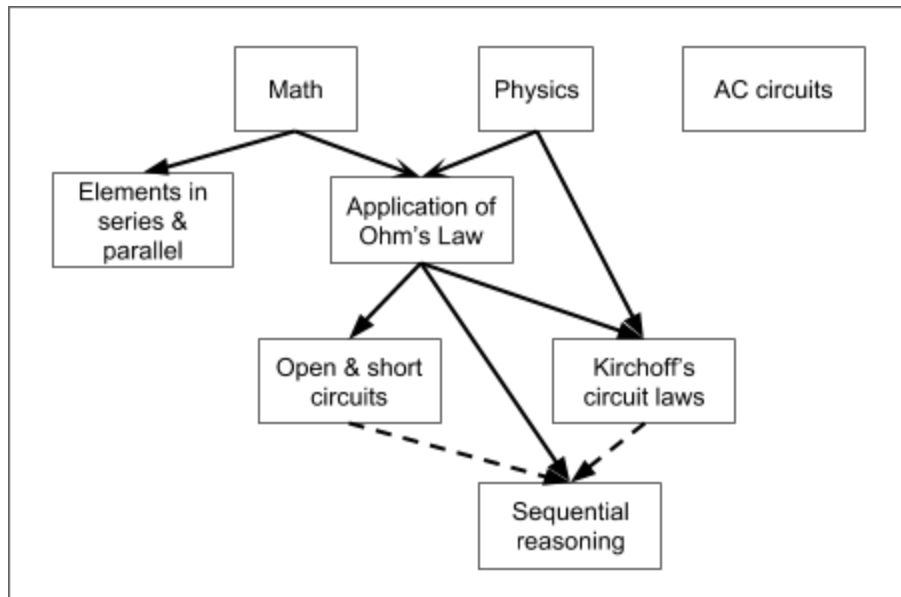 Math
Physics
AC circuits
Elements in
series &
parallel
Application of
Ohm's Law
Open & short
circuits
Kirchoff's
circuit laws
Sequential
reasoning